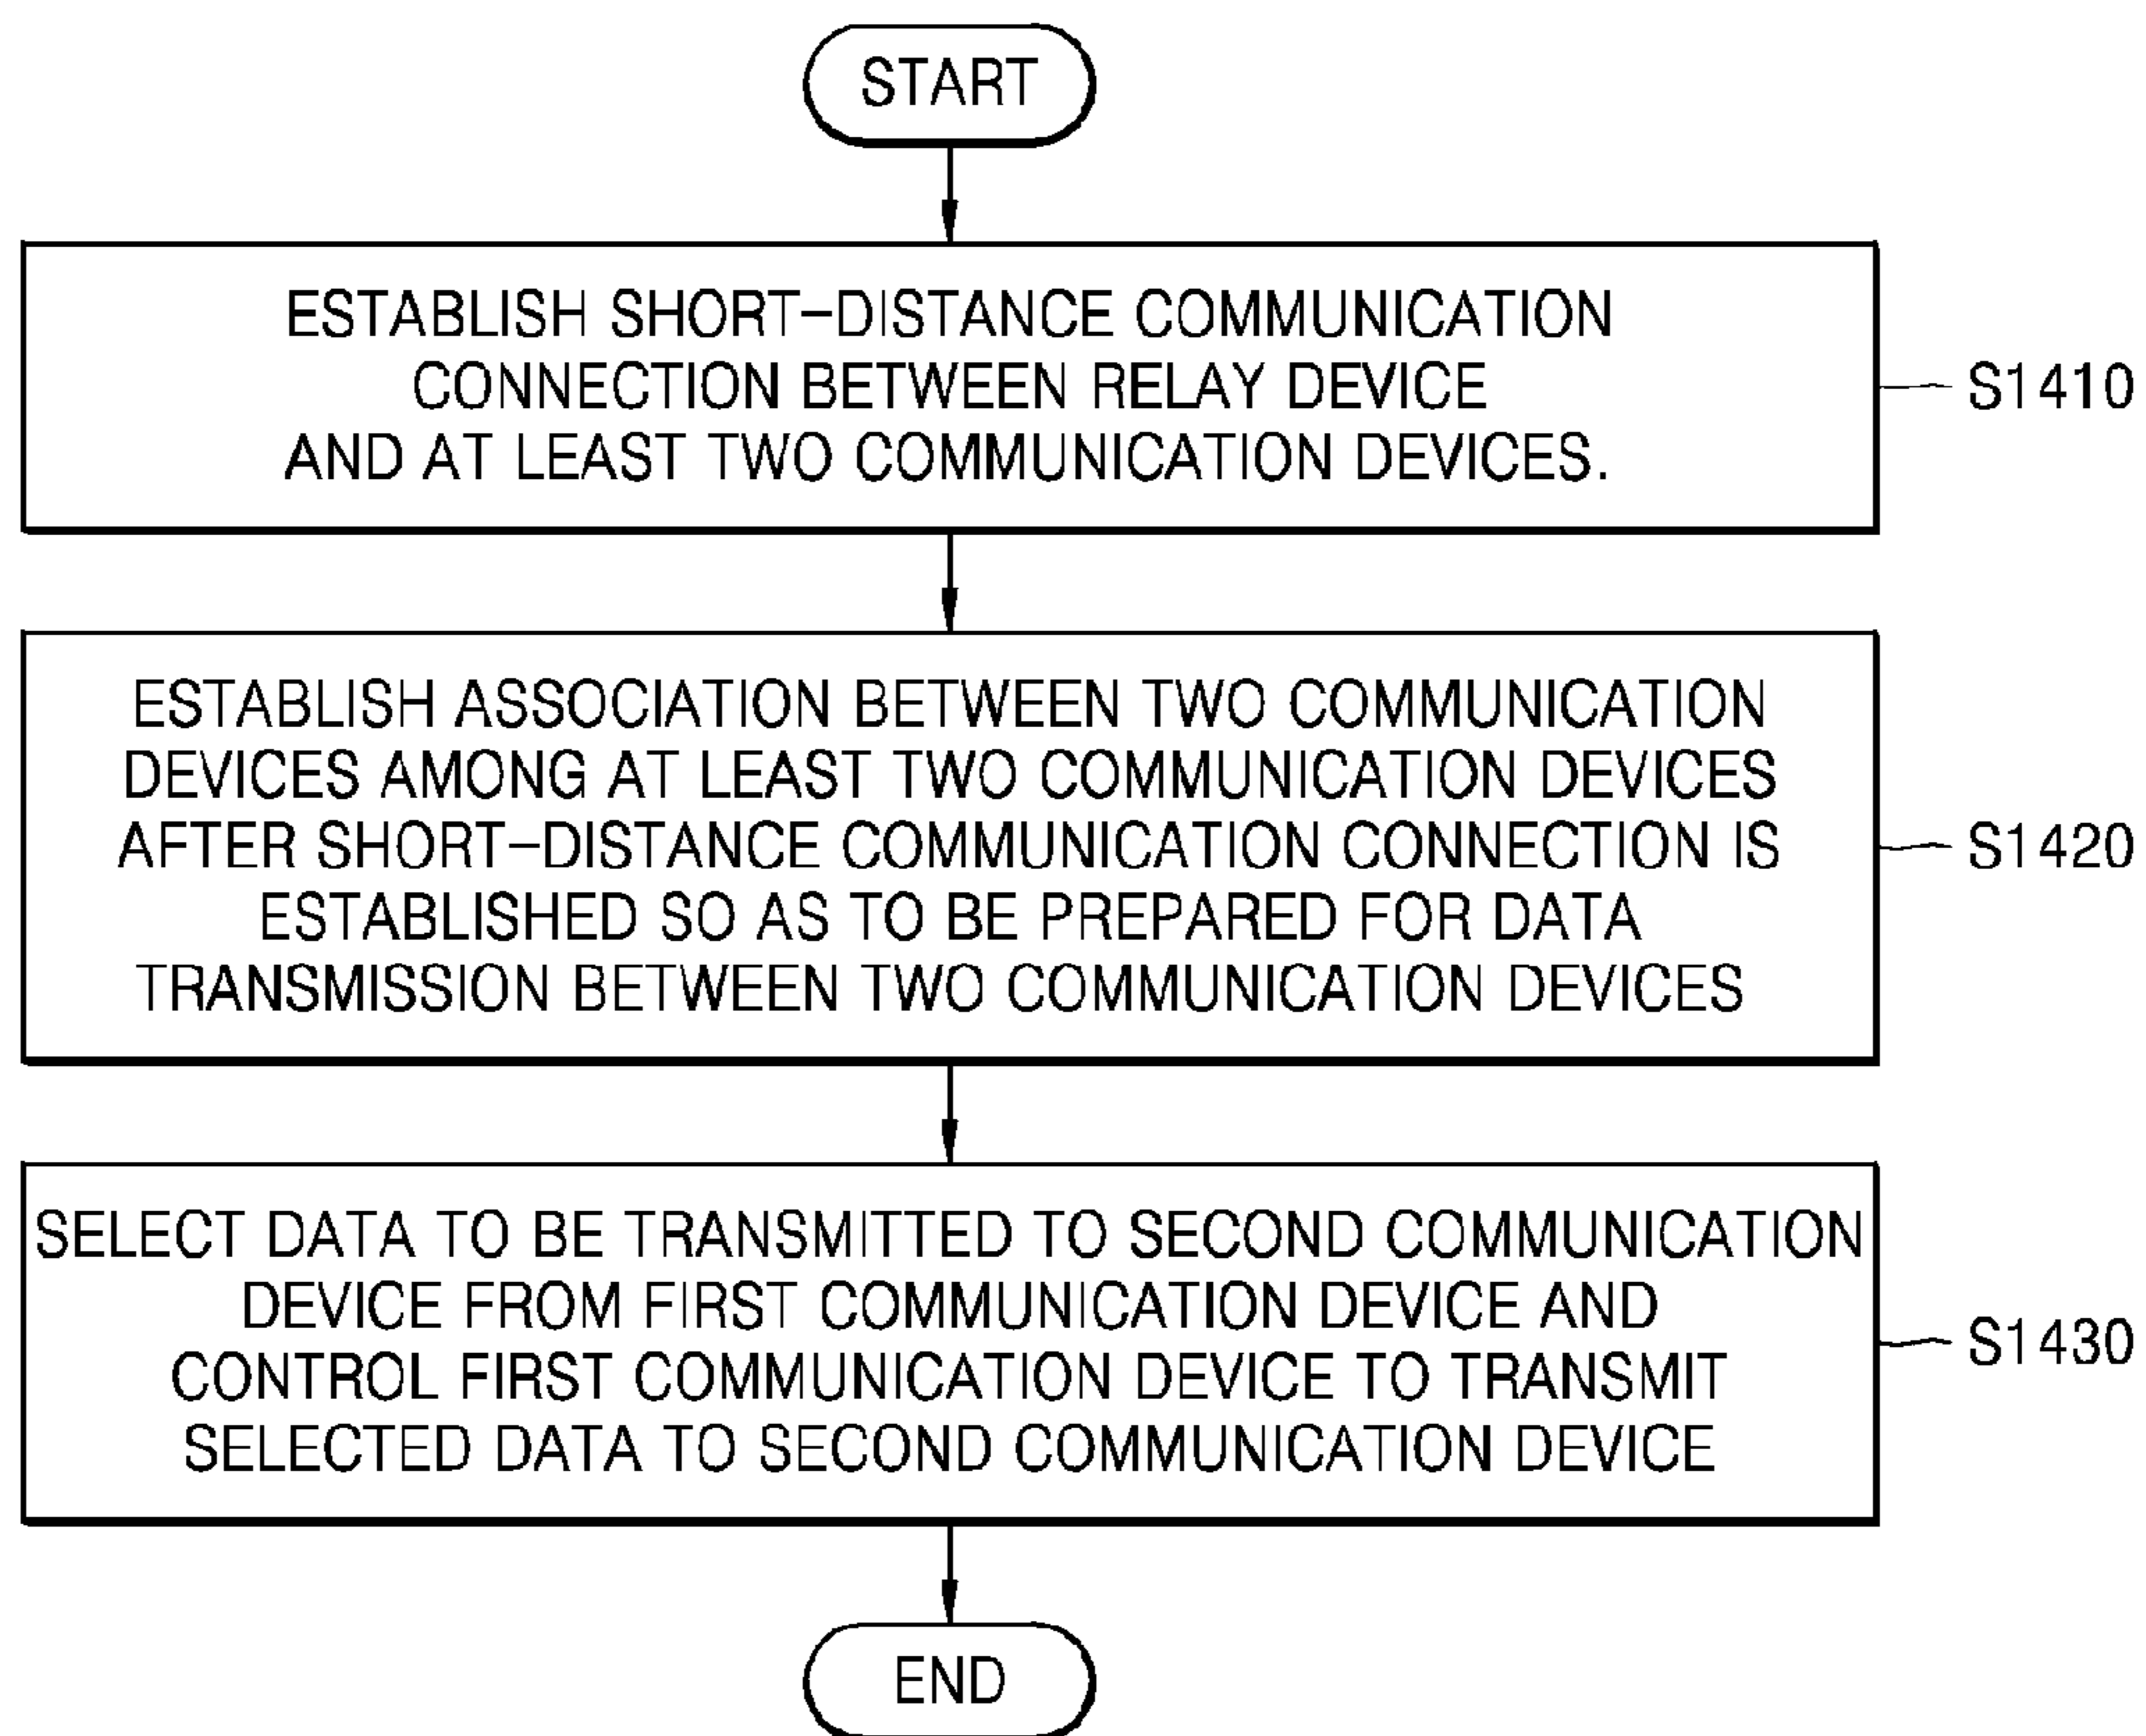 START
ESTABLISH SHORT-DISTANCE COMMUNICATION
CONNECTION BETWEEN RELAY DEVICE
AND AT LEAST TWO COMMUNICATION DEVICES.
S1410
ESTABLISH ASSOCIATION BETWEEN TWO COMMUNICATION
DEVICES AMONG AT LEAST TWO COMMUNICATION DEVICES
AFTER SHORT-DISTANCE COMMUNICATION CONNECTION IS
ESTABLISHED SO AS TO BE PREPARED FOR DATA
TRANSMISSION BETWEEN TWO COMMUNICATION DEVICES
S1420
SELECT DATA TO BE TRANSMITTED TO SECOND COMMUNICATION
DEVICE FROM FIRST COMMUNICATION DEVICE AND
CONTROL FIRST COMMUNICATION DEVICE TO TRANSMIT
SELECTED DATA TO SECOND COMMUNICATION DEVICE
S1430
END